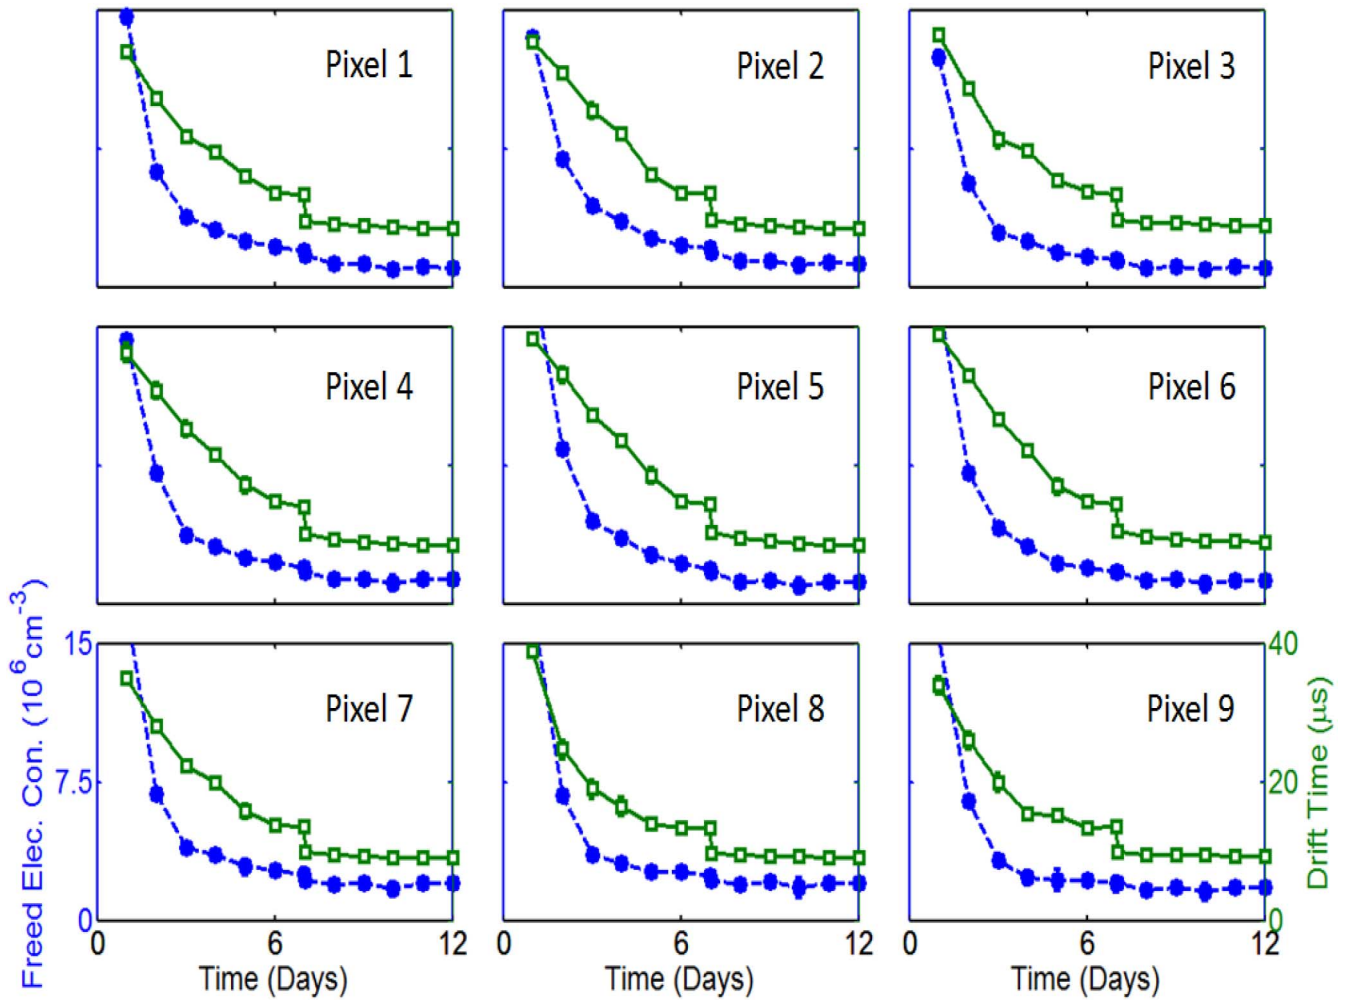 Pixel 1
Pixel 2
Pixel 3
Pixel 4
Pixel 5
Pixel 6
Freed Elec. Con. (10⁶cm⁻³)
15
7.5
0
Pixel 7
Pixel 8
Pixel 9
40
20
0
Drift Time (μs)
0 6 12
0 6 12
0 6 12
Time (Days)
Time (Days)
Time (Days)